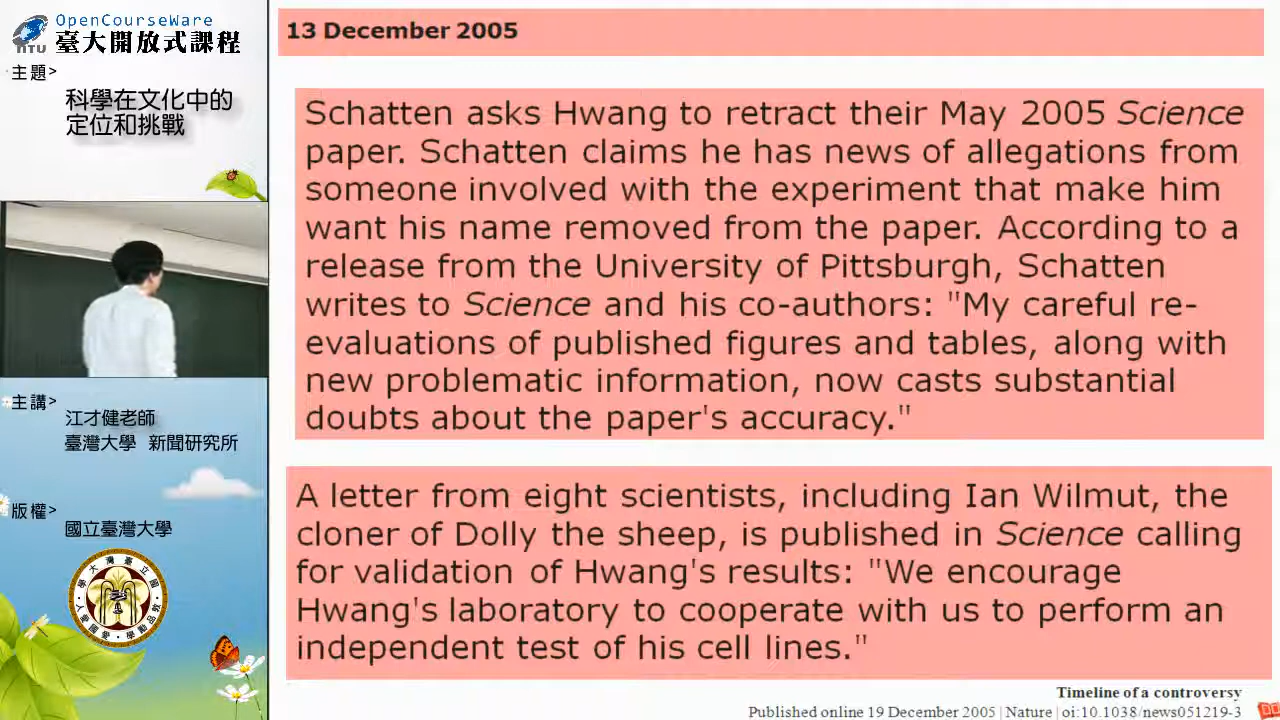 OpenCourseWare
NTU 臺大開放式課程
主題>
科學在文化中的
定位和挑戰
主講>
江才健老師
臺灣大學 新聞研究所
版權>
國立臺灣大學
13 December 2005
Schatten asks Hwang to retract their May 2005 Science
paper. Schatten claims he has news of allegations from
someone involved with the experiment that make him
want his name removed from the paper. According to a
release from the University of Pittsburgh, Schatten
writes to Science and his co-authors: "My careful re-
evaluations of published figures and tables, along with
new problematic information, now casts substantial
doubts about the paper's accuracy."
A letter from eight scientists, including Ian Wilmut, the
cloner of Dolly the sheep, is published in Science calling
for validation of Hwang's results: "We encourage
Hwang's laboratory to cooperate with us to perform an
independent test of his cell lines."
Timeline of a controversy
Published online 19 December 2005 | Nature | oi:10.1038/news051219-3